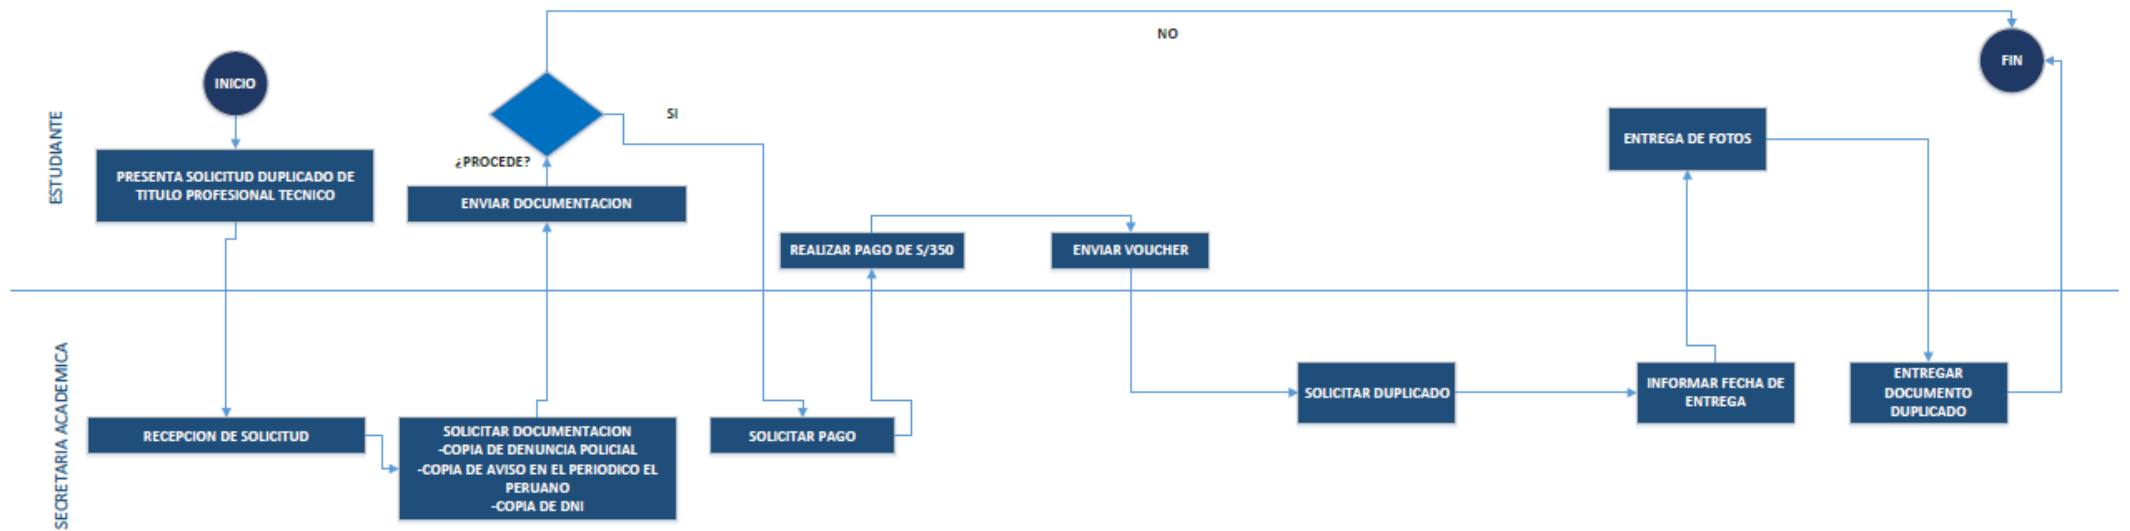 NO
INICIO
FIN
ESTUDIANTE
SI
ENTREGA DE FOTOS
¿PROCEDE?
PRESENTA SOLICITUD DUPLICADO DE
TITULO PROFESIONAL TECNICO
ENVIAR DOCUMENTACION
REALIZAR PAGO DE S/350
ENVIAR VOUCHER
SECRETARIA ACADEMICA
RECEPCION DE SOLICITUD
SOLICITAR DOCUMENTACION
-COPIA DE DENUNCIA POLICIAL
-COPIA DE AVISO EN EL PERIODICO EL
PERUANO
-COPIA DE DNI
SOLICITAR PAGO
SOLICITAR DUPLICADO
INFORMAR FECHA DE
ENTREGA
ENTREGAR
DOCUMENTO
DUPLICADO